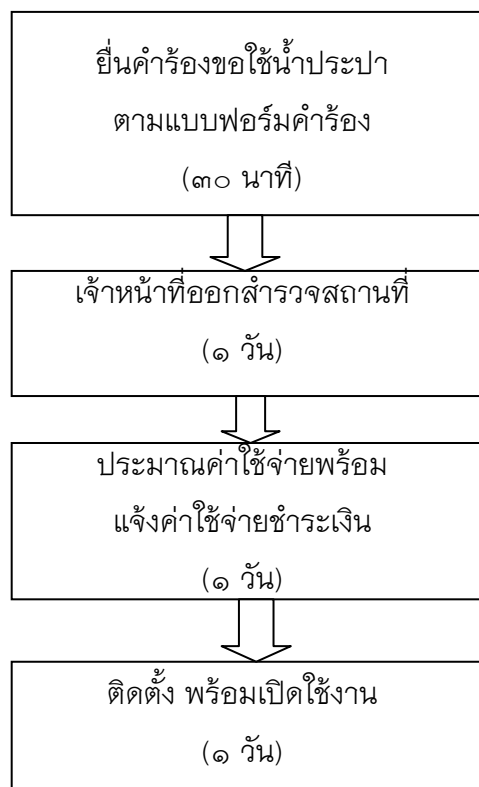 ยื่นคำร้องขอใช้น้ำประปา
ตามแบบฟอร์มคำร้อง
(๓๐ นาที)
เจ้าหน้าที่ออกสำรวจสถานที่
(๑ วัน)
ประมาณค่าใช้จ่ายพร้อม
แจ้งค่าใช้จ่ายชำระเงิน
(๑ วัน)
ติดตั้ง พร้อมเปิดใช้งาน
(๑ วัน)